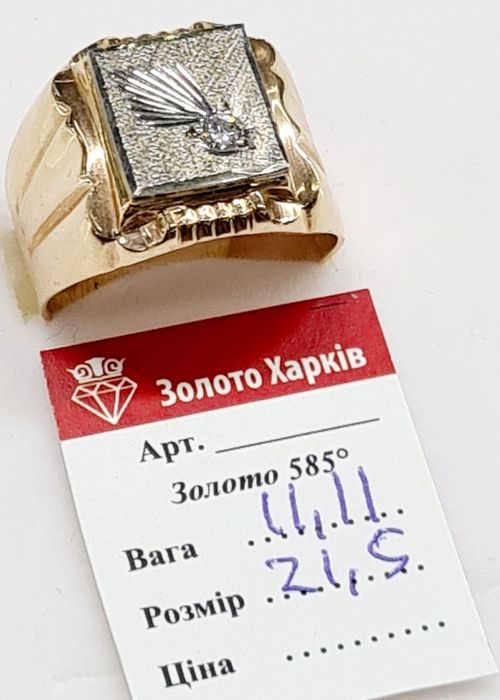 Золото Харків
Арт. 
Золото 585°
Вага 11,11
Розмір 21,5
Ціна